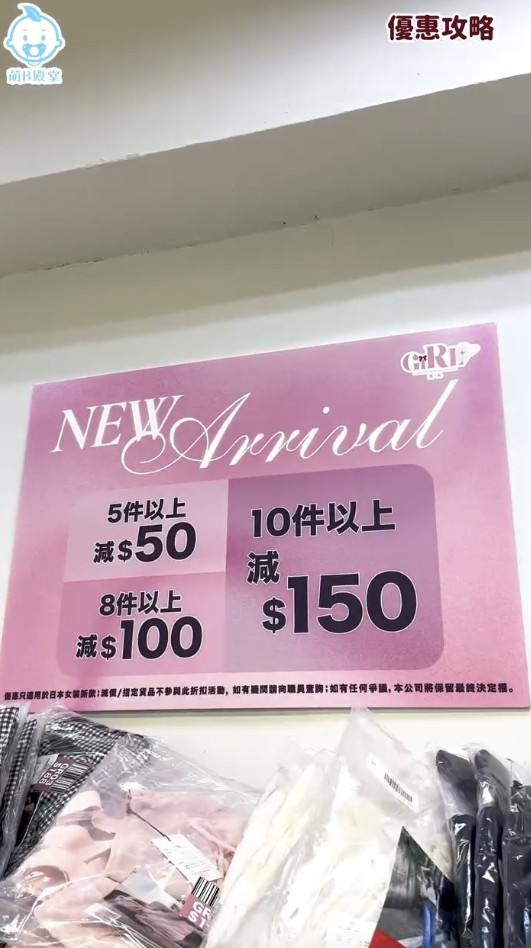 萌B殿堂
優惠攻略
GiRL
NEW Arrival
5件以上
減$50
8件以上
減$100
10件以上
減
$150
優惠只適用於日本女裝新款；減價/指定貨品不參與此折扣活動，如有疑問請向職員查詢；如有任何爭議，本公司將保留最終決定權。